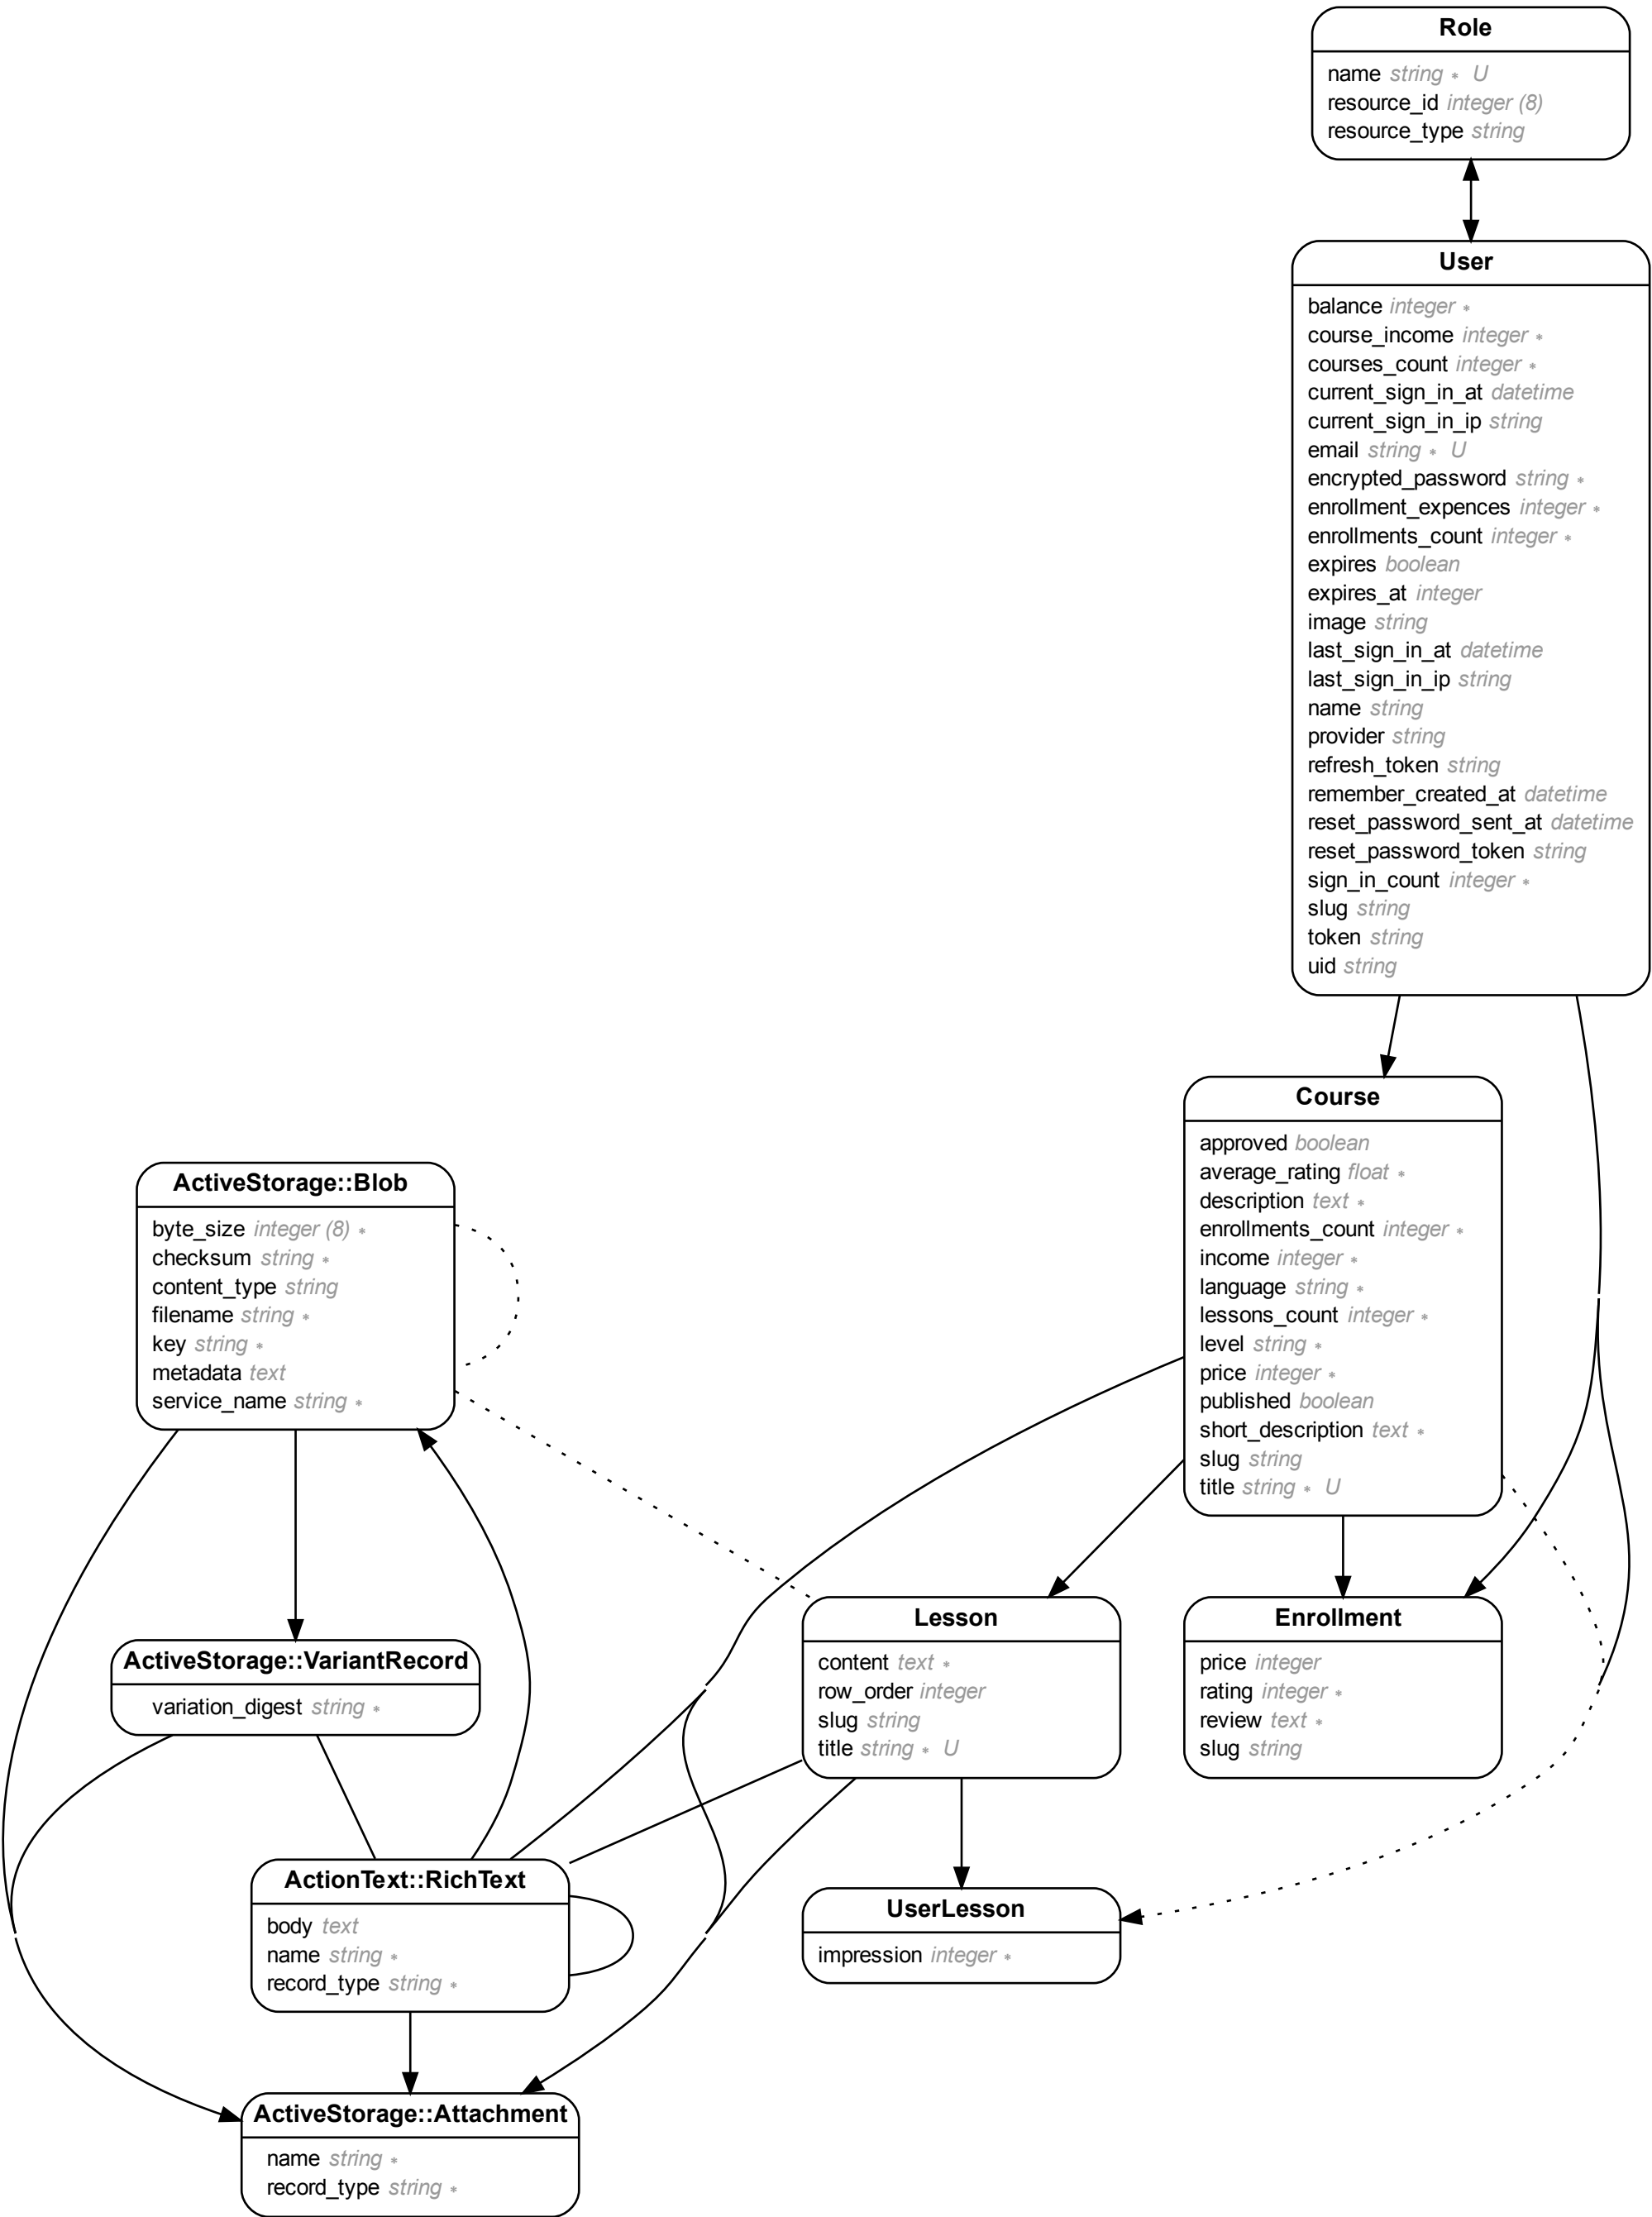 Role
name string * U
resource_id integer (8)
resource_type string
User
balance integer *
course_income integer *
courses_count integer *
current_sign_in_at datetime
current_sign_in_ip string
email string * U
encrypted_password string *
enrollment_expences integer *
enrollments_count integer *
expires boolean
expires_at integer
image string
last_sign_in_at datetime
last_sign_in_ip string
name string
provider string
refresh_token string
remember_created_at datetime
reset_password_sent_at datetime
reset_password_token string
sign_in_count integer *
slug string
token string
uid string
Course
approved boolean
average_rating float *
description text *
enrollments_count integer *
income integer *
language string *
lessons_count integer *
level string *
price integer *
published boolean
short_description text *
slug string
title string * U
ActiveStorage::Blob
byte_size integer (8) *
checksum string *
content_type string
filename string *
key string *
metadata text
service_name string *
Lesson
content text *
row_order integer
slug string
title string * U
Enrollment
price integer
rating integer *
review text *
slug string
ActiveStorage::VariantRecord
variation_digest string *
ActionText::RichText
body text
name string *
record_type string *
UserLesson
impression integer *
ActiveStorage::Attachment
name string *
record_type string *